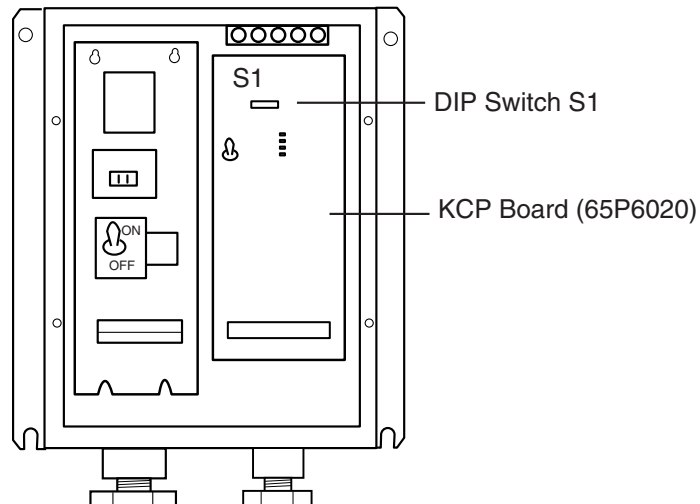 S1
DIP Switch S1
KCP Board (65P6020)
ON
OFF